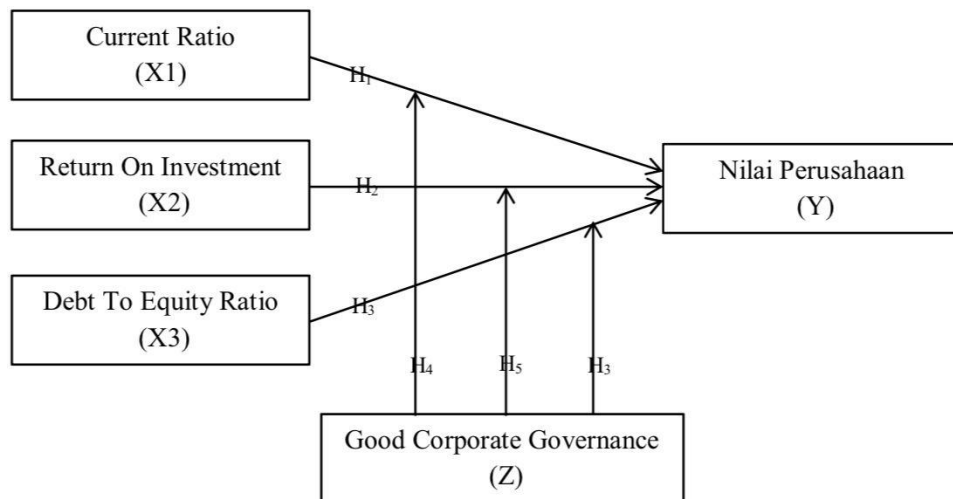 Current Ratio
(X1)
H₁
Return On Investment
(X2)
H₂
Nilai Perusahaan
(Y)
Debt To Equity Ratio
(X3)
H₃
H₄
H₅
H₃
Good Corporate Governance
(Z)